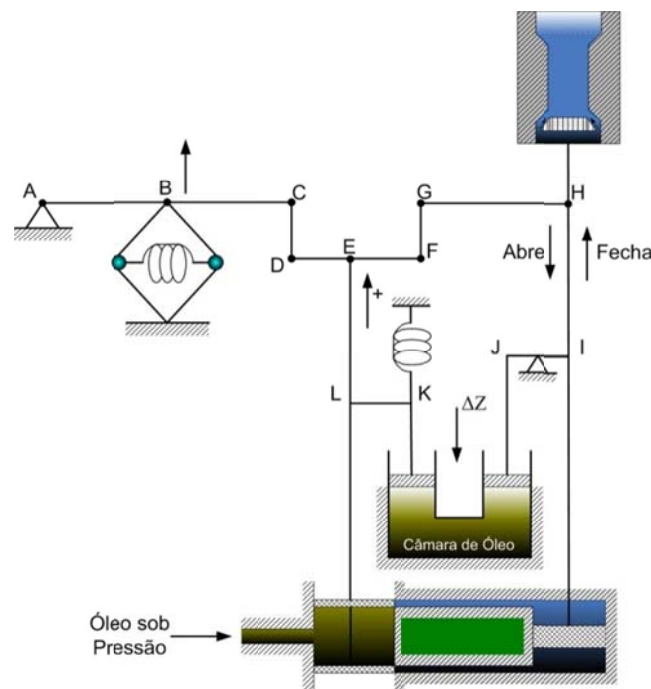 A
B
C
G
H
D
E
F
Abre
Fecha
+
J
I
L
K
ΔZ
Câmara de Óleo
Óleo sob
Pressão